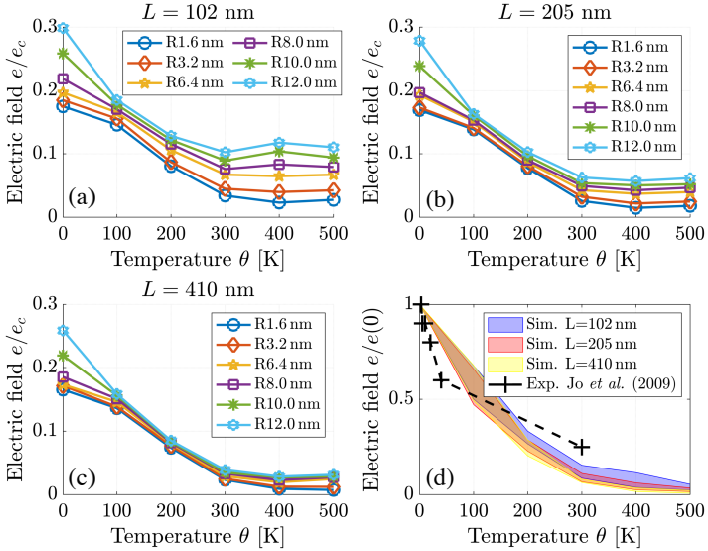 L = 102 nm
Electric field e/e_c
0.3
0.2
0.1
0
R1.6 nm
R3.2 nm
R6.4 nm
R8.0 nm
R10.0 nm
R12.0 nm
(a)
0 100 200 300 400 500
Temperature θ [K]
L = 205 nm
Electric field e/e_c
0.3
0.2
0.1
0
R1.6 nm
R3.2 nm
R6.4 nm
R8.0 nm
R10.0 nm
R12.0 nm
(b)
0 100 200 300 400 500
Temperature θ [K]
L = 410 nm
Electric field e/e_c
0.3
0.2
0.1
0
R1.6 nm
R3.2 nm
R6.4 nm
R8.0 nm
R10.0 nm
R12.0 nm
(c)
0 100 200 300 400 500
Temperature θ [K]
Electric field e/e(0)
1
0.5
0
Sim. L=102 nm
Sim. L=205 nm
Sim. L=410 nm
Exp. Jo et al. (2009)
(d)
0 100 200 300 400 500
Temperature θ [K]